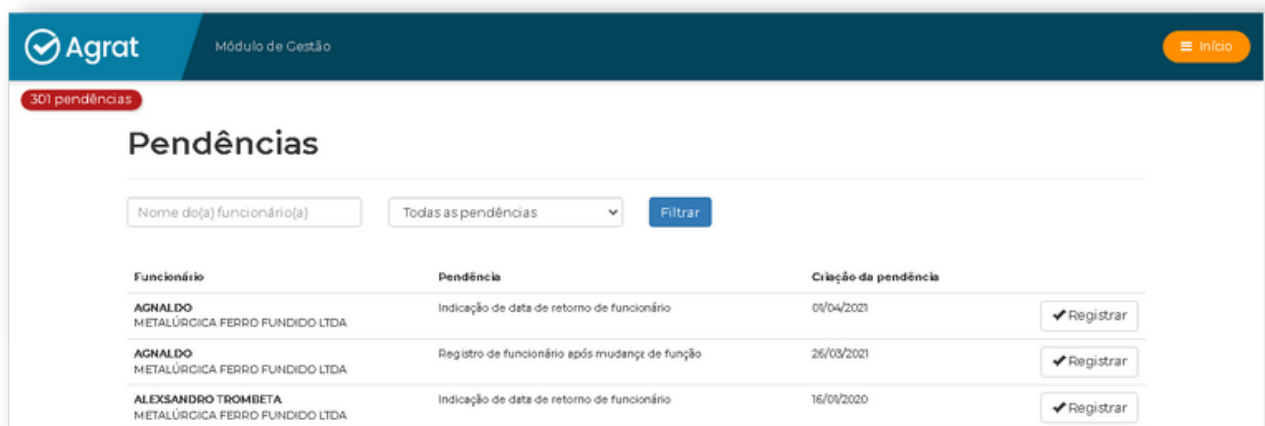 Agrat
Módulo de Gestão
Início
301 pendências
Pendências
Nome do(a) funcionário(a)
Todas as pendências
Filtrar
Funcionário Pendência Criação da pendência
AGNALDO Indicação de data de retorno de funcionário 01/04/2021
METALÚRGICA FERRO FUNDIDO LTDA Registrar
AGNALDO Registro de funcionário após mudança de função 26/03/2021
METALÚRGICA FERRO FUNDIDO LTDA Registrar
ALEXSANDRO TROMBETA Indicação de data de retorno de funcionário 16/01/2020
METALÚRGICA FERRO FUNDIDO LTDA Registrar